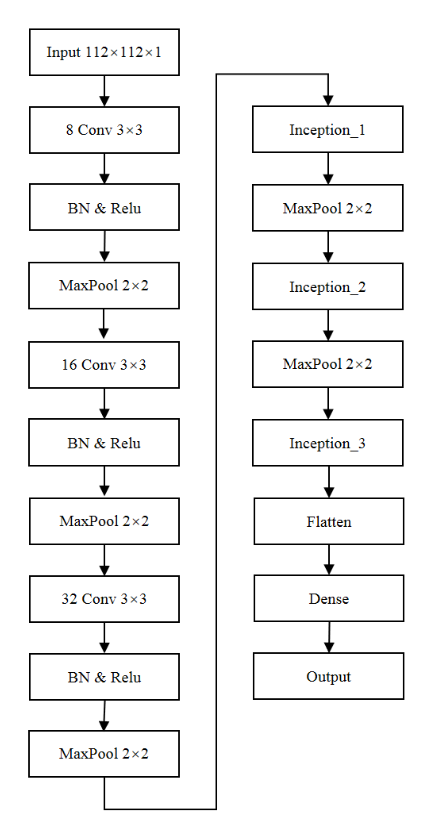 Input 112×112×1
8 Conv 3×3
BN & Relu
MaxPool 2×2
16 Conv 3×3
BN & Relu
MaxPool 2×2
32 Conv 3×3
BN & Relu
MaxPool 2×2
Inception_1
MaxPool 2×2
Inception_2
MaxPool 2×2
Inception_3
Flatten
Dense
Output